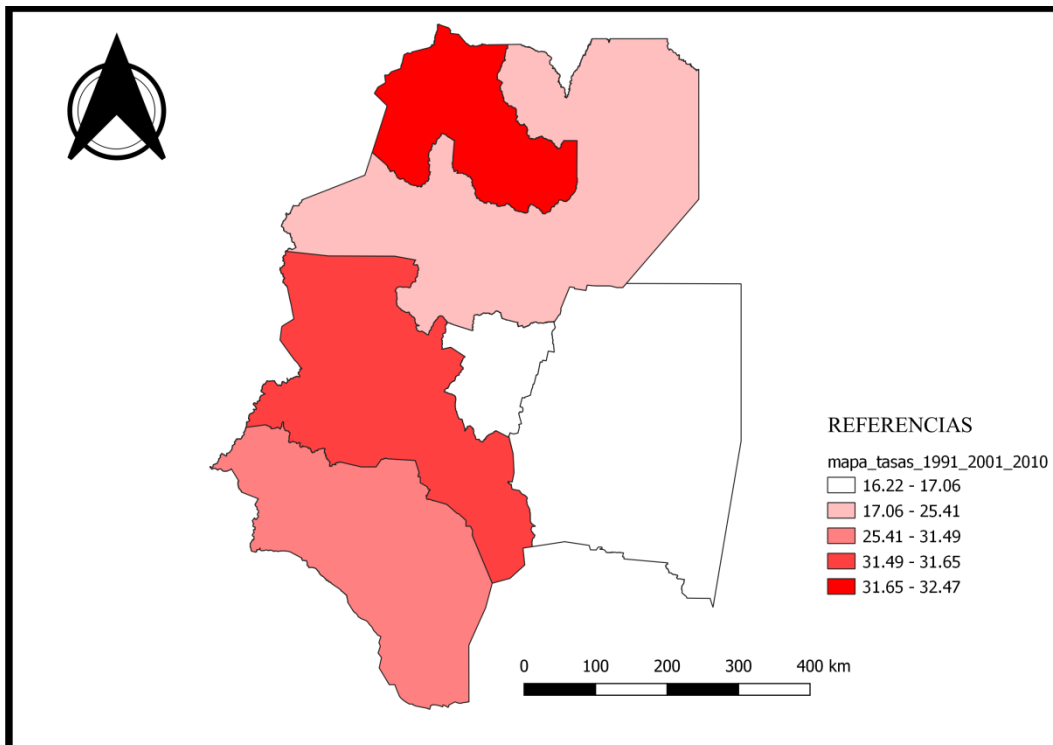 REFERENCIAS
mapa_tasas_1991_2001_2010
16.22 - 17.06
17.06 - 25.41
25.41 - 31.49
31.49 - 31.65
31.65 - 32.47
0 100 200 300 400 km